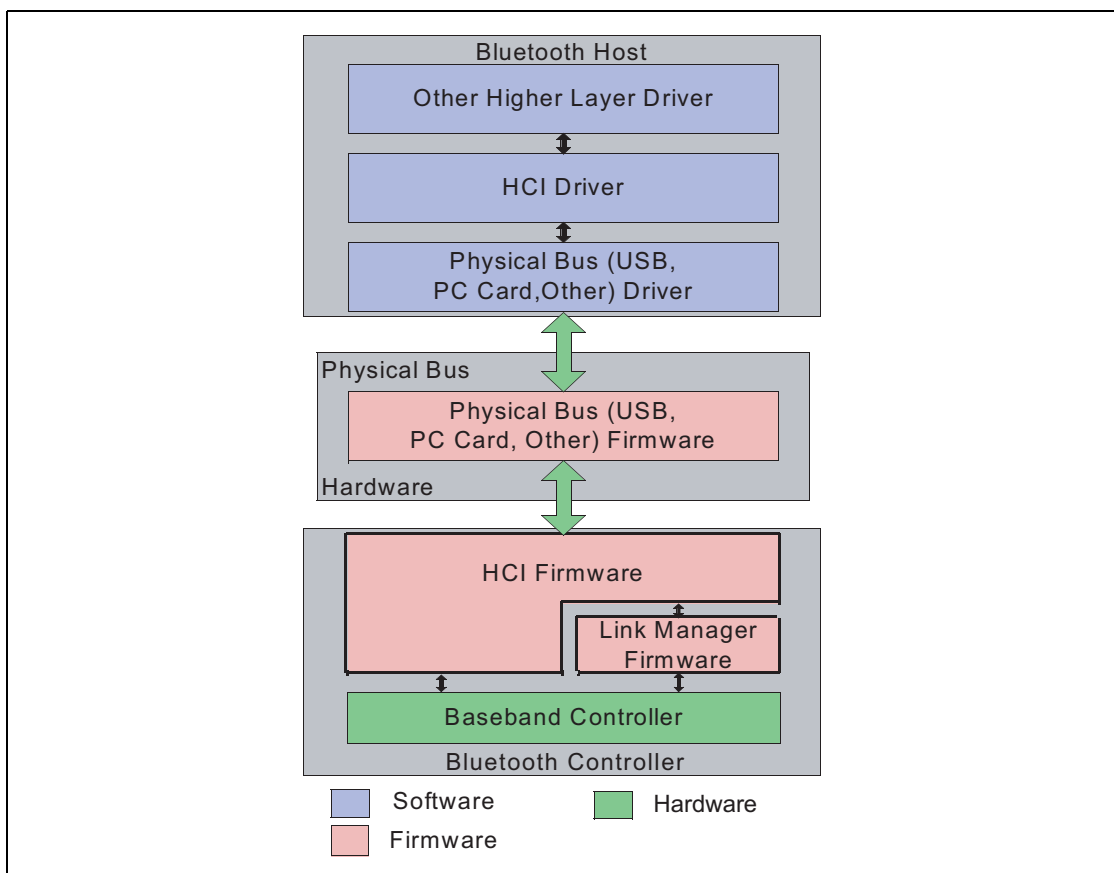 Bluetooth Host
Other Higher Layer Driver
HCI Driver
Physical Bus (USB,
PC Card,Other) Driver
Physical Bus
Physical Bus (USB,
PC Card, Other) Firmware
Hardware
HCI Firmware
Link Manager
Firmware
Baseband Controller
Bluetooth Controller
Software
Hardware
Firmware